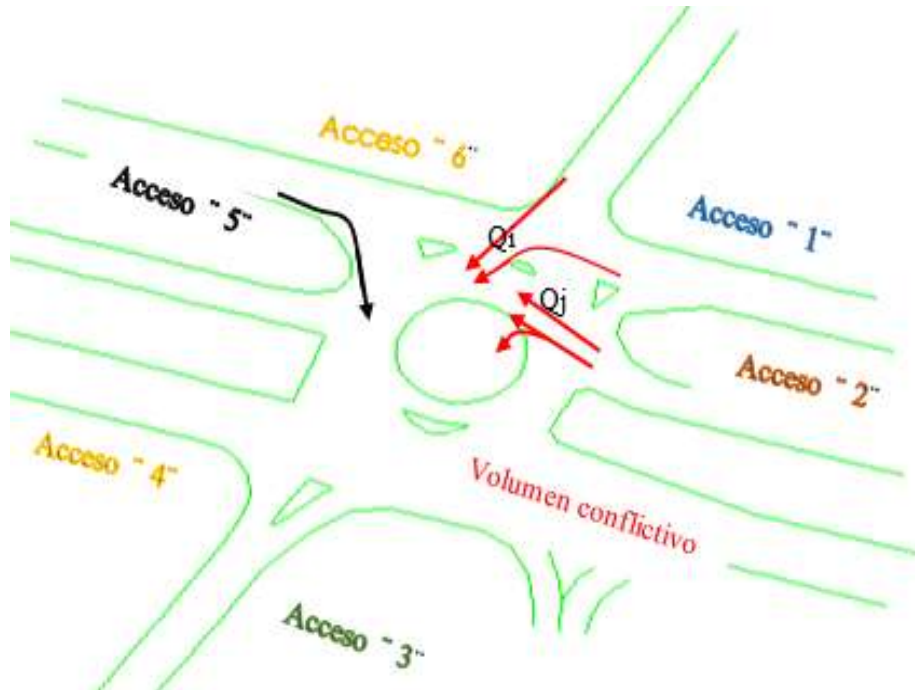 Acceso ¨ 6¨
Acceso ¨ 5¨
Acceso ¨ 1¨
Q1
Qj
Acceso ¨ 2¨
Acceso ¨ 4¨
Volumen conflictivo
Acceso ¨ 3¨